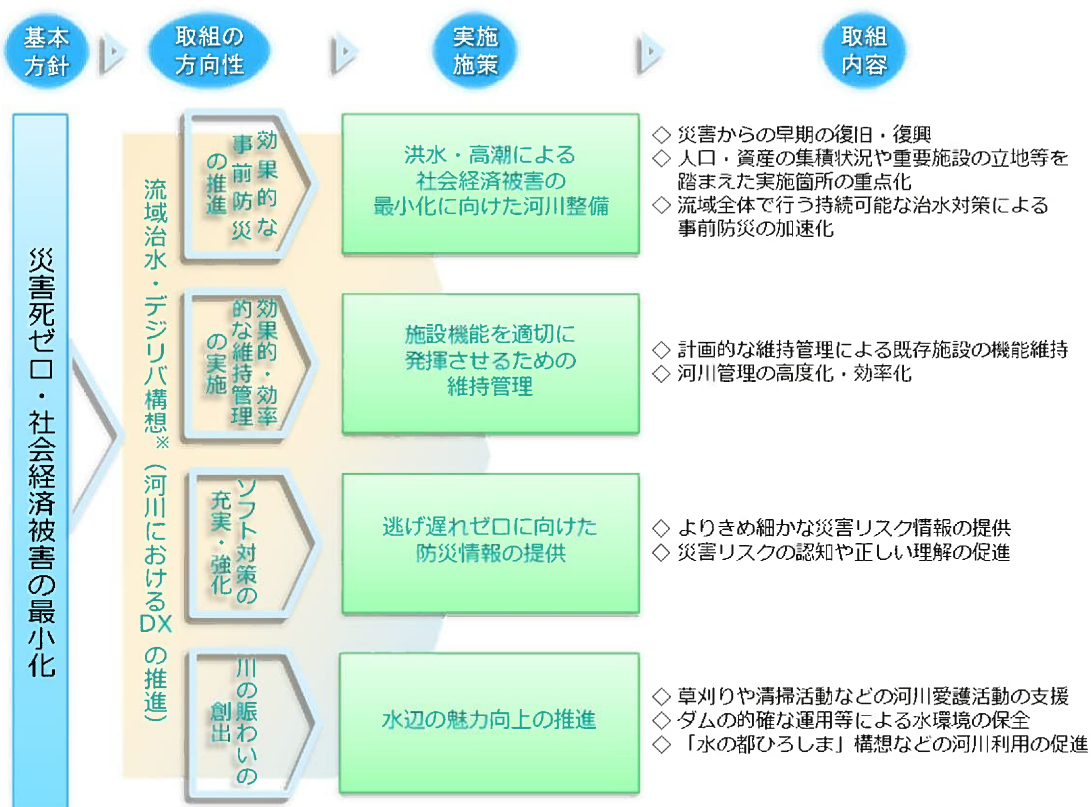 基本
方針
取組の
方向性
実施
施策
取組
内容
災害死ゼロ・社会経済被害の最小化
流域治水・デジリバ構想※（河川におけるDXの推進）
効果的な
事前防災
の推進
洪水・高潮による
社会経済被害の
最小化に向けた河川整備
◇ 災害からの早期の復旧・復興
◇ 人口・資産の集積状況や重要施設の立地等を
踏まえた実施箇所の重点化
◇ 流域全体で行う持続可能な治水対策による
事前防災の加速化
効果的・効率
的な維持管理
の実施
施設機能を適切に
発揮させるための
維持管理
◇ 計画的な維持管理による既存施設の機能維持
◇ 河川管理の高度化・効率化
ソフト対策の
充実・強化
逃げ遅れゼロに向けた
防災情報の提供
◇ よりきめ細かな災害リスク情報の提供
◇ 災害リスクの認知や正しい理解の促進
川の賑わいの
創出
水辺の魅力向上の推進
◇ 草刈りや清掃活動などの河川愛護活動の支援
◇ ダムの的確な運用等による水環境の保全
◇ 「水の都ひろしま」構想などの河川利用の促進